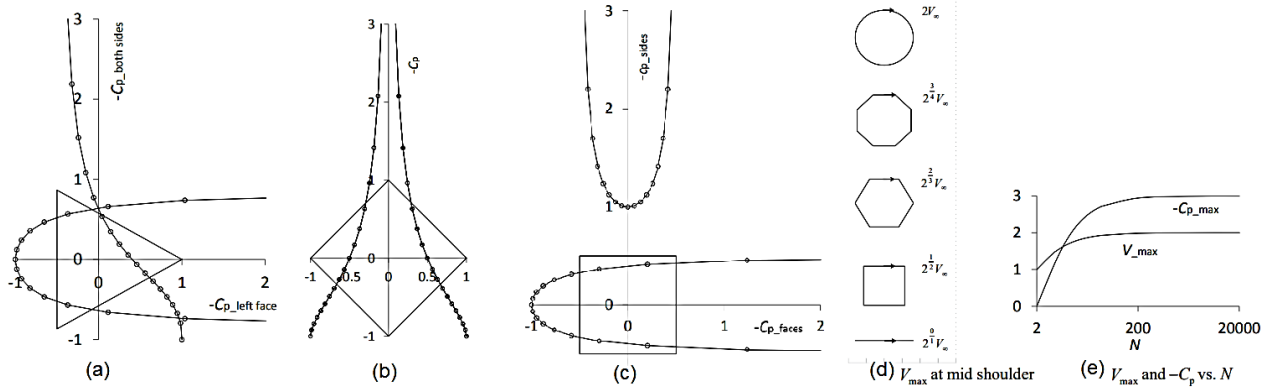 3
2
1
0
-1
-1
0
1
2
-Cp_both sides
-Cp_left face
(a)
3
2
1
0
-1
-1
-0.5
0
0.5
1
-Cp
(b)
3
2
1
0
-1
-1
0
1
2
-Cp_sides
-Cp_faces
(c)
2V∞
2^{3/4}V∞
2^{2/3}V∞
2^{1/2}V∞
2^{0/1}V∞
(d) Vmax at mid shoulder
3
2
1
0
2
200
20000
N
-Cp_max
V_max
(e) Vmax and −Cp vs. N